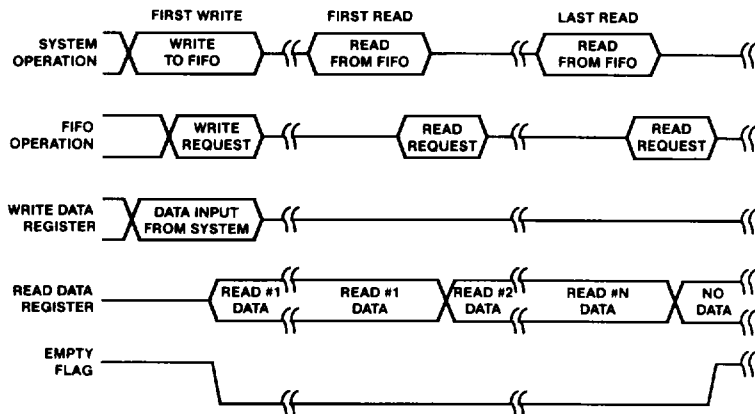 FIRST WRITE FIRST READ LAST READ
SYSTEM
OPERATION
WRITE
TO FIFO
READ
FROM FIFO
READ
FROM FIFO
FIFO
OPERATION
WRITE
REQUEST
READ
REQUEST
READ
REQUEST
WRITE DATA
REGISTER
DATA INPUT
FROM SYSTEM
READ DATA
REGISTER
READ #1
DATA
READ #1
DATA
READ #2
DATA
READ #N
DATA
NO
DATA
EMPTY
FLAG